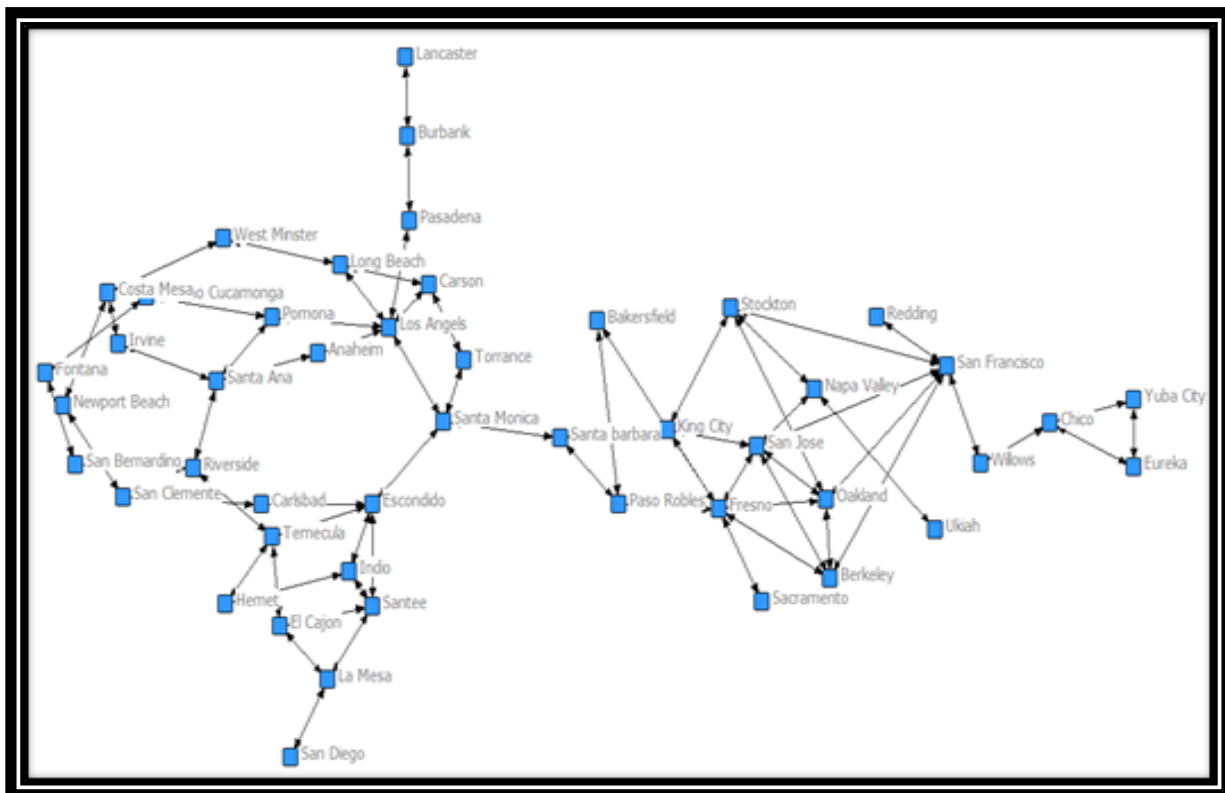 Lancaster
Burbank
Pasadena
West Minster
Long Beach
Carson
Costa Mesa
o Cucamonga
Pomona
Los Angels
Irvine
Anaheim
Torrance
Fontana
Santa Ana
Newport Beach
Santa Monica
San Bernardino
Riverside
San Clemente
Carlsbad
Escondido
Temecula
Indio
Hemet
Santee
El Cajon
La Mesa
San Diego
Bakersfield
Stockton
Redding
San Francisco
Napa Valley
Yuba City
Chico
King City
Santa barbara
San Jose
Willows
Eureka
Paso Robles
Fresno
Oakland
Ukiah
Berkeley
Sacramento